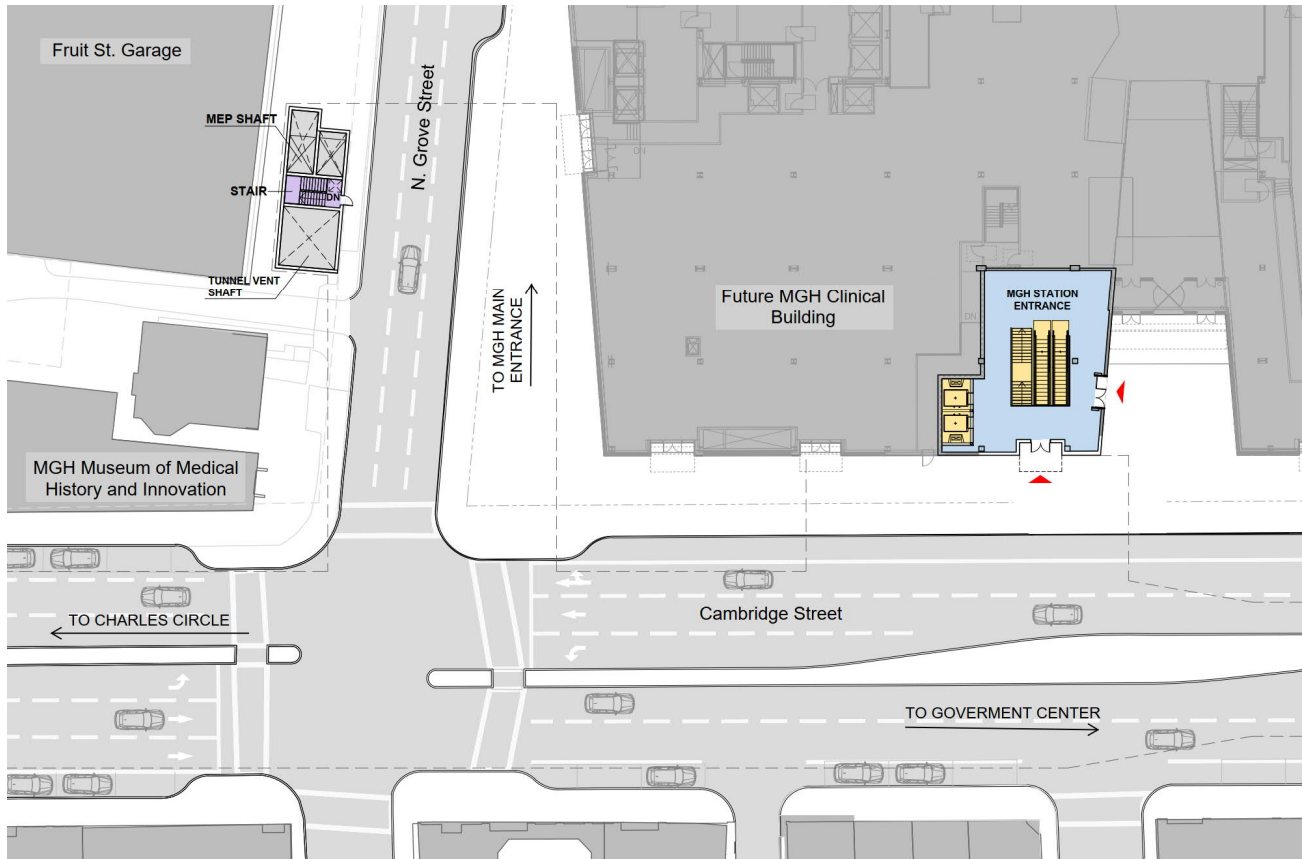 Fruit St. Garage
N. Grove Street
MEP SHAFT
STAIR
DN
TUNNEL VENT
SHAFT
TO MGH MAIN
ENTRANCE
Future MGH Clinical
Building
DN
MGH STATION
ENTRANCE
MGH Museum of Medical
History and Innovation
Cambridge Street
TO CHARLES CIRCLE
TO GOVERMENT CENTER